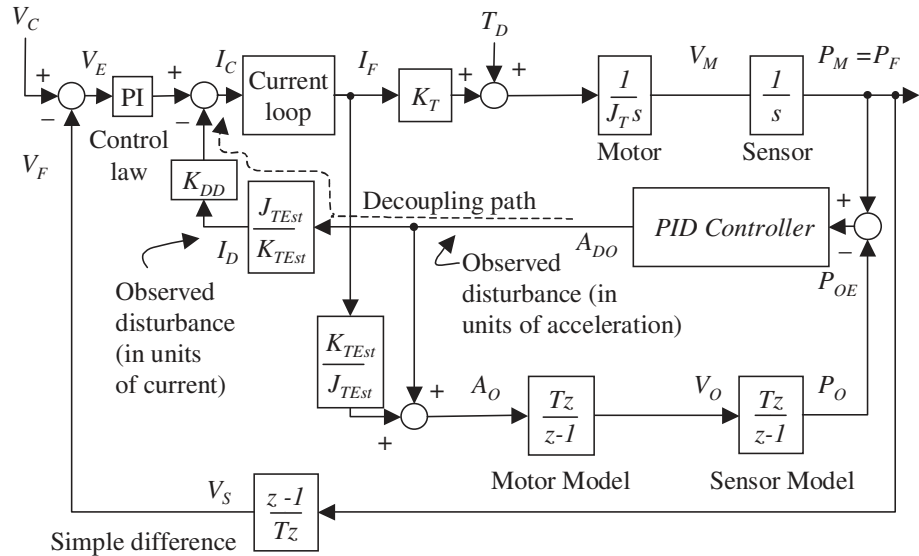 V_C
T_D
V_E
I_C
I_F
V_M
P_M = P_F
+
−
PI
+
−
Current
loop
K_T
+
+
1
J_T s
1
s
Control
law
Motor
Sensor
V_F
K_DD
J_TEst
K_TEst
Decoupling path
PID Controller
+
−
I_D
A_DO
P_OE
Observed
disturbance
(in units
of current)
Observed
disturbance (in
units of acceleration)
K_TEst
J_TEst
+
+
A_O
Tz
z-1
V_O
Tz
z-1
P_O
Motor Model
Sensor Model
V_S
z -1
Tz
Simple difference